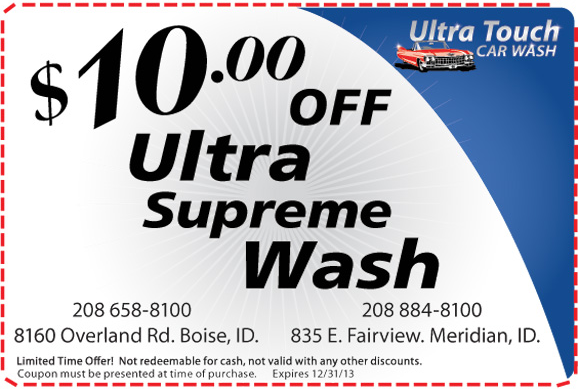 Ultra Touch
CAR WASH
$10.00
OFF
Ultra
Supreme
Wash
208 658-8100
8160 Overland Rd. Boise, ID.
208 884-8100
835 E. Fairview. Meridian, ID.
Limited Time Offer! Not redeemable for cash, not valid with any other discounts.
Coupon must be presented at time of purchase. Expires 12/31/13